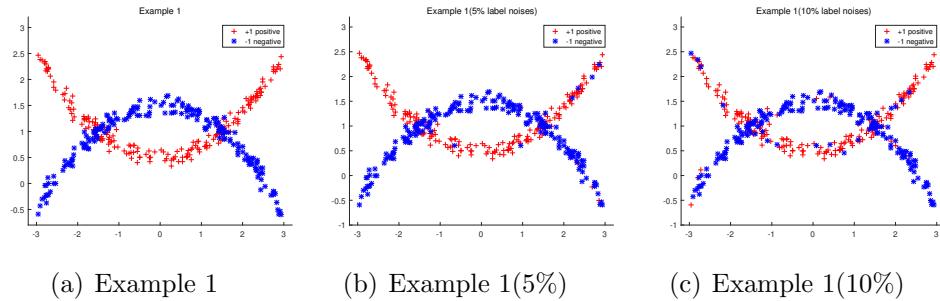 Example 1
+1 positive
-1 negative
3
2.5
2
1.5
1
0.5
0
-0.5
-3 -2 -1 0 1 2 3
Example 1(5% label noises)
+1 positive
-1 negative
3
2.5
2
1.5
1
0.5
0
-0.5
-1
-3 -2 -1 0 1 2 3
Example 1(10% label noises)
+1 positive
-1 negative
3
2.5
2
1.5
1
0.5
0
-0.5
-1
-3 -2 -1 0 1 2 3
(a) Example 1
(b) Example 1(5%)
(c) Example 1(10%)